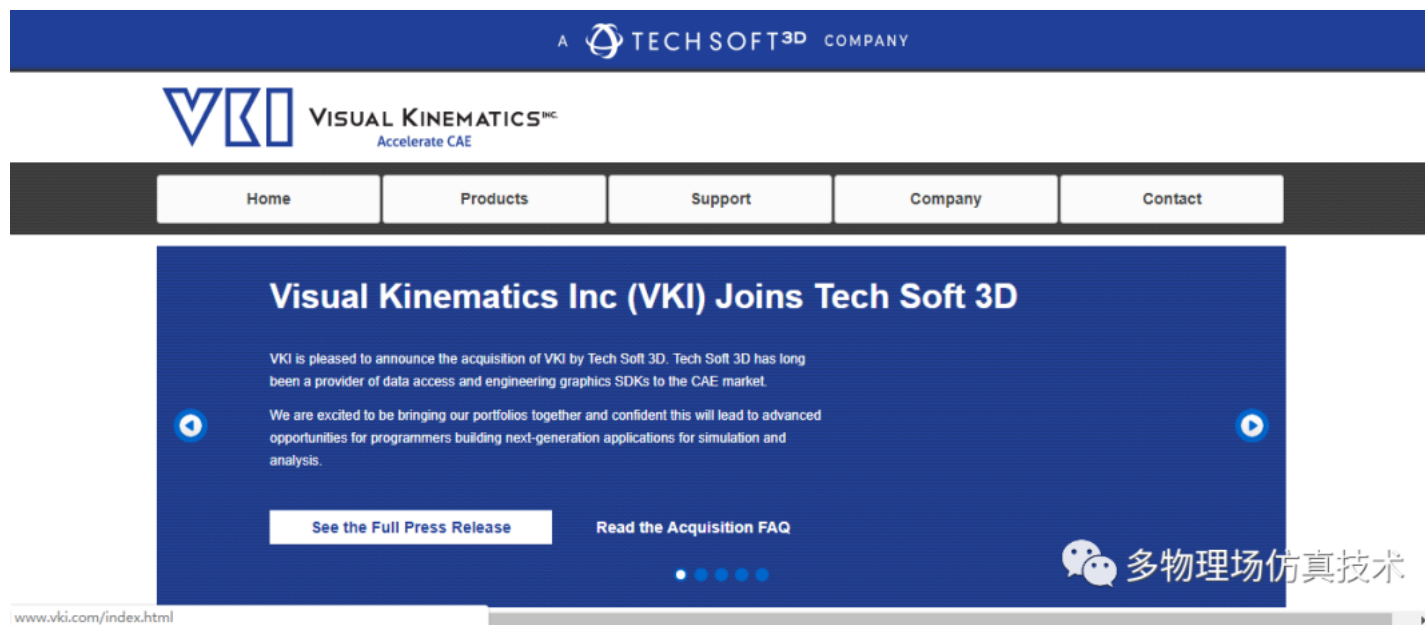 A TECH SOFT 3D COMPANY
VKI VISUAL KINEMATICS INC.
Accelerate CAE
Home Products Support Company Contact
Visual Kinematics Inc (VKI) Joins Tech Soft 3D
VKI is pleased to announce the acquisition of VKI by Tech Soft 3D. Tech Soft 3D has long
been a provider of data access and engineering graphics SDKs to the CAE market.
We are excited to be bringing our portfolios together and confident this will lead to advanced
opportunities for programmers building next-generation applications for simulation and
analysis.
See the Full Press Release Read the Acquisition FAQ
多物理场仿真技术
www.vki.com/index.html